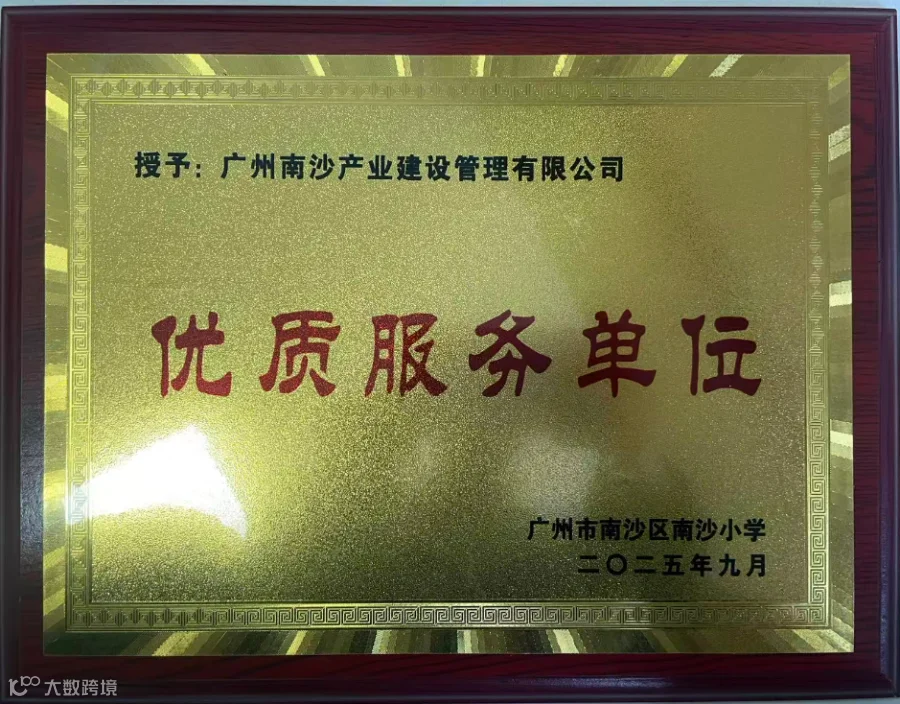 授予：广州南沙产业建设管理有限公司
优质服务单位
广州市南沙区南沙小学
二〇二五年九月
大数跨境